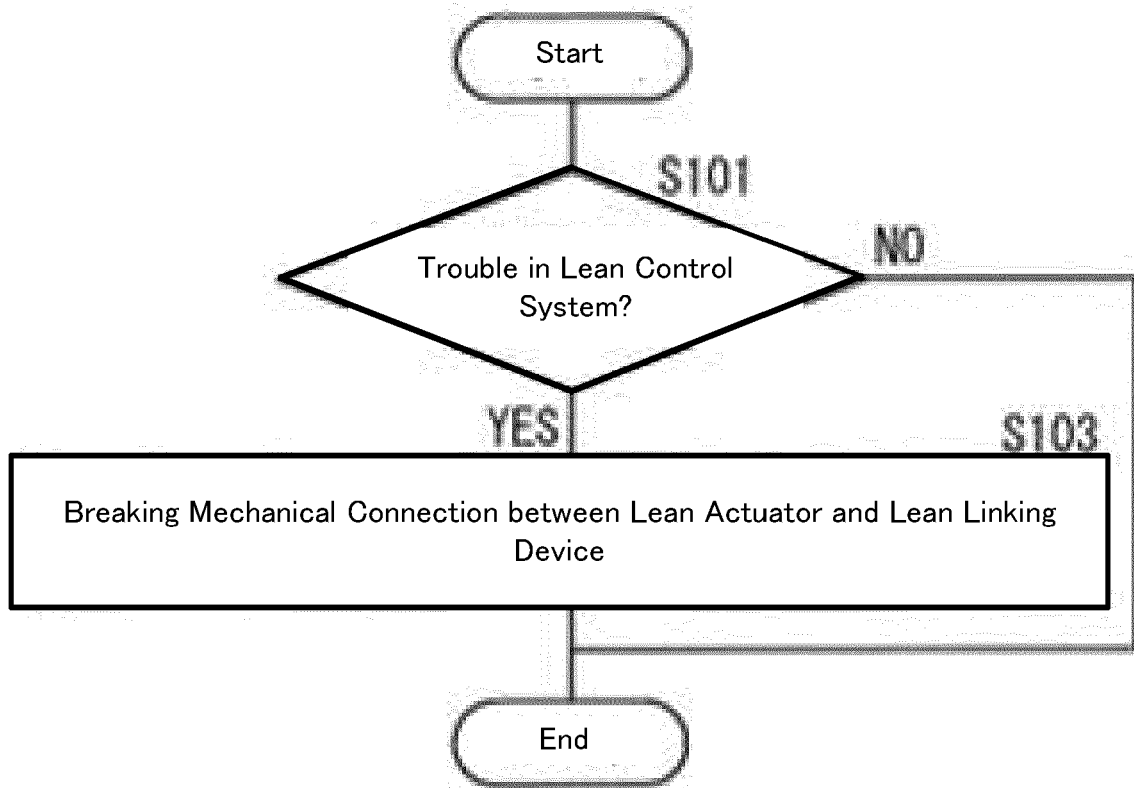 Start
S101
Trouble in Lean Control
System?
NO
YES
S103
Breaking Mechanical Connection between Lean Actuator and Lean Linking
Device
End